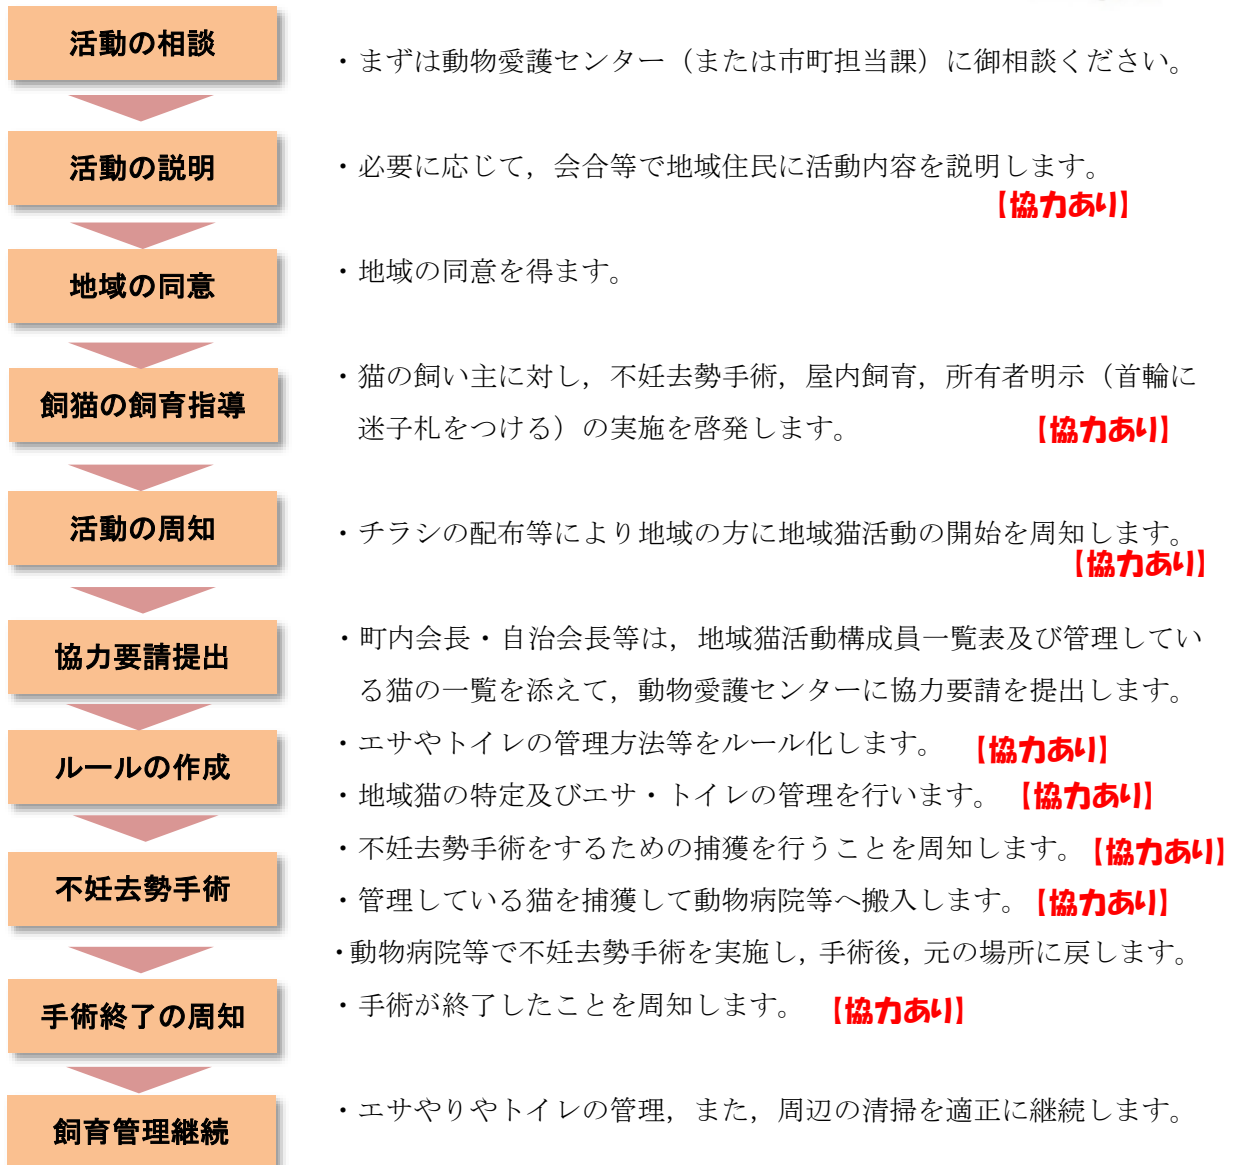 活動の相談
・まずは動物愛護センター（または市町担当課）に御相談ください。
活動の説明
・必要に応じて，会合等で地域住民に活動内容を説明します。
【協力あり】
地域の同意
・地域の同意を得ます。
飼猫の飼育指導
・猫の飼い主に対し，不妊去勢手術，屋内飼育，所有者明示（首輪に
迷子札をつける）の実施を啓発します。 【協力あり】
活動の周知
・チラシの配布等により地域の方に地域猫活動の開始を周知します。
【協力あり】
協力要請提出
・町内会長・自治会長等は，地域猫活動構成員一覧表及び管理してい
る猫の一覧を添えて，動物愛護センターに協力要請を提出します。
ルールの作成
・エサやトイレの管理方法等をルール化します。 【協力あり】
・地域猫の特定及びエサ・トイレの管理を行います。 【協力あり】
不妊去勢手術
・不妊去勢手術をするための捕獲を行うことを周知します。【協力あり】
・管理している猫を捕獲して動物病院等へ搬入します。【協力あり】
・動物病院等で不妊去勢手術を実施し，手術後，元の場所に戻します。
手術終了の周知
・手術が終了したことを周知します。 【協力あり】
飼育管理継続
・エサやりやトイレの管理，また，周辺の清掃を適正に継続します。